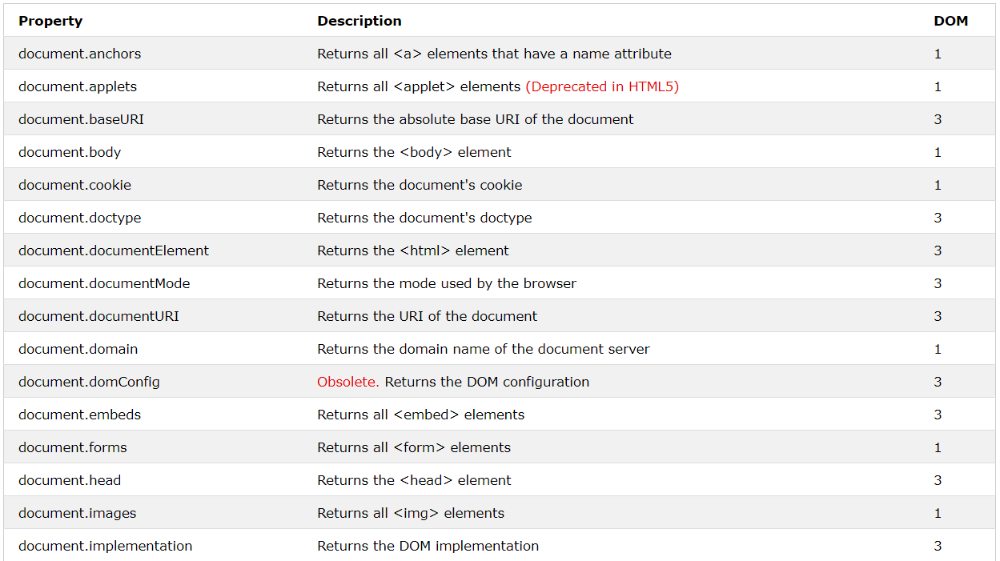 Property Description DOM
document.anchors Returns all <a> elements that have a name attribute 1
document.applets Returns all <applet> elements (Deprecated in HTML5) 1
document.baseURI Returns the absolute base URI of the document 3
document.body Returns the <body> element 1
document.cookie Returns the document's cookie 1
document.doctype Returns the document's doctype 3
document.documentElement Returns the <html> element 3
document.documentMode Returns the mode used by the browser 3
document.documentURI Returns the URI of the document 3
document.domain Returns the domain name of the document server 1
document.domConfig Obsolete. Returns the DOM configuration 3
document.embeds Returns all <embed> elements 3
document.forms Returns all <form> elements 1
document.head Returns the <head> element 3
document.images Returns all <img> elements 1
document.implementation Returns the DOM implementation 3